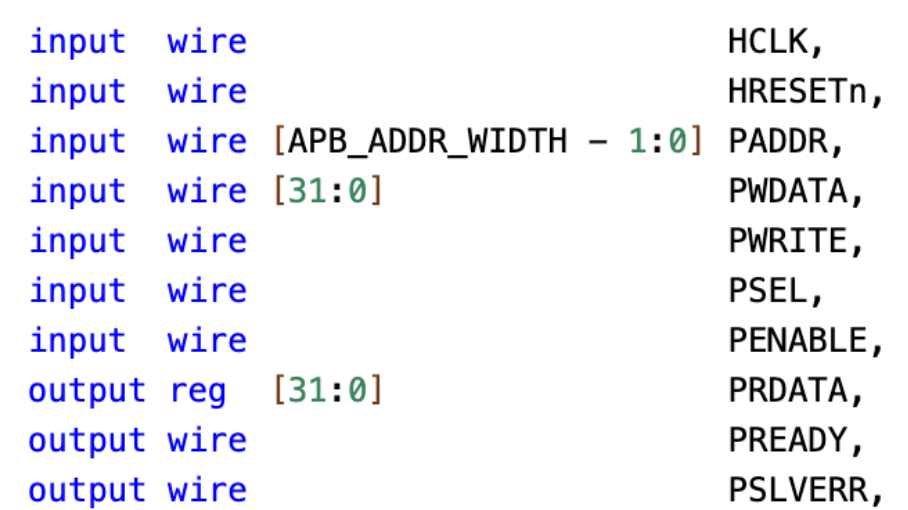 input  wire                        HCLK,
input  wire                        HRESETn,
input  wire [APB_ADDR_WIDTH - 1:0] PADDR,
input  wire [31:0]                 PWDATA,
input  wire                        PWRITE,
input  wire                        PSEL,
input  wire                        PENABLE,
output reg  [31:0]                 PRDATA,
output wire                        PREADY,
output wire                        PSLVERR,